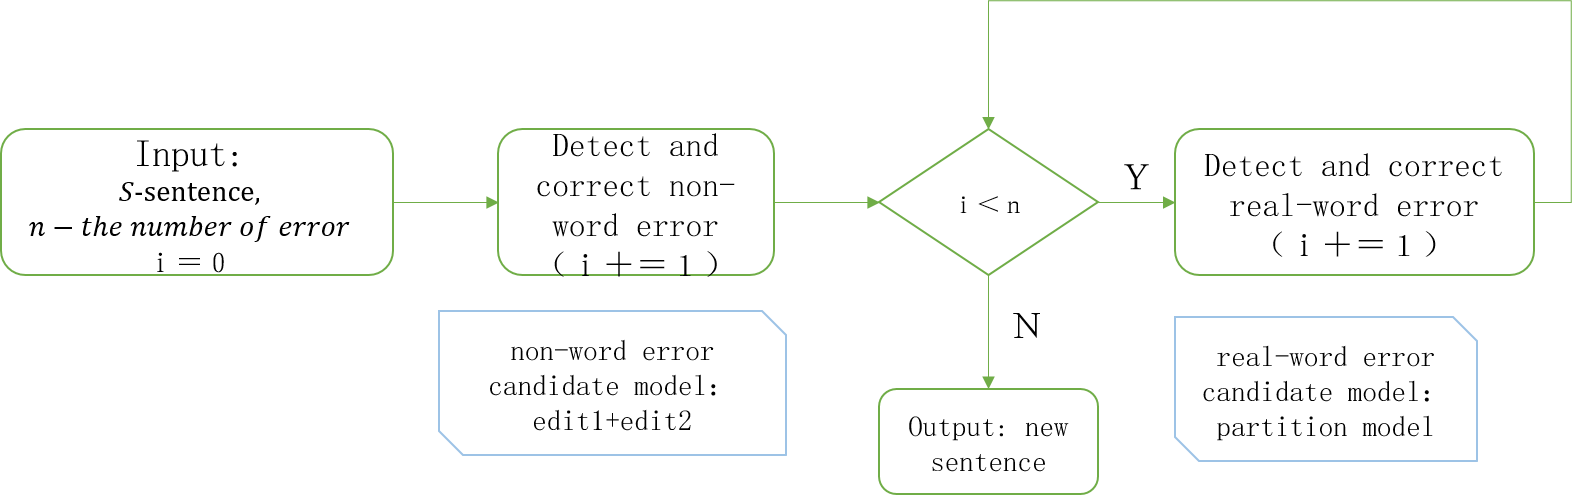 Input:
S-sentence,
n − the number of error
i = 0
Detect and
correct non-
word error
( i += 1 )
i < n
Y
Detect and correct
real-word error
( i += 1 )
N
non-word error
candidate model:
edit1+edit2
real-word error
candidate model:
partition model
Output: new
sentence